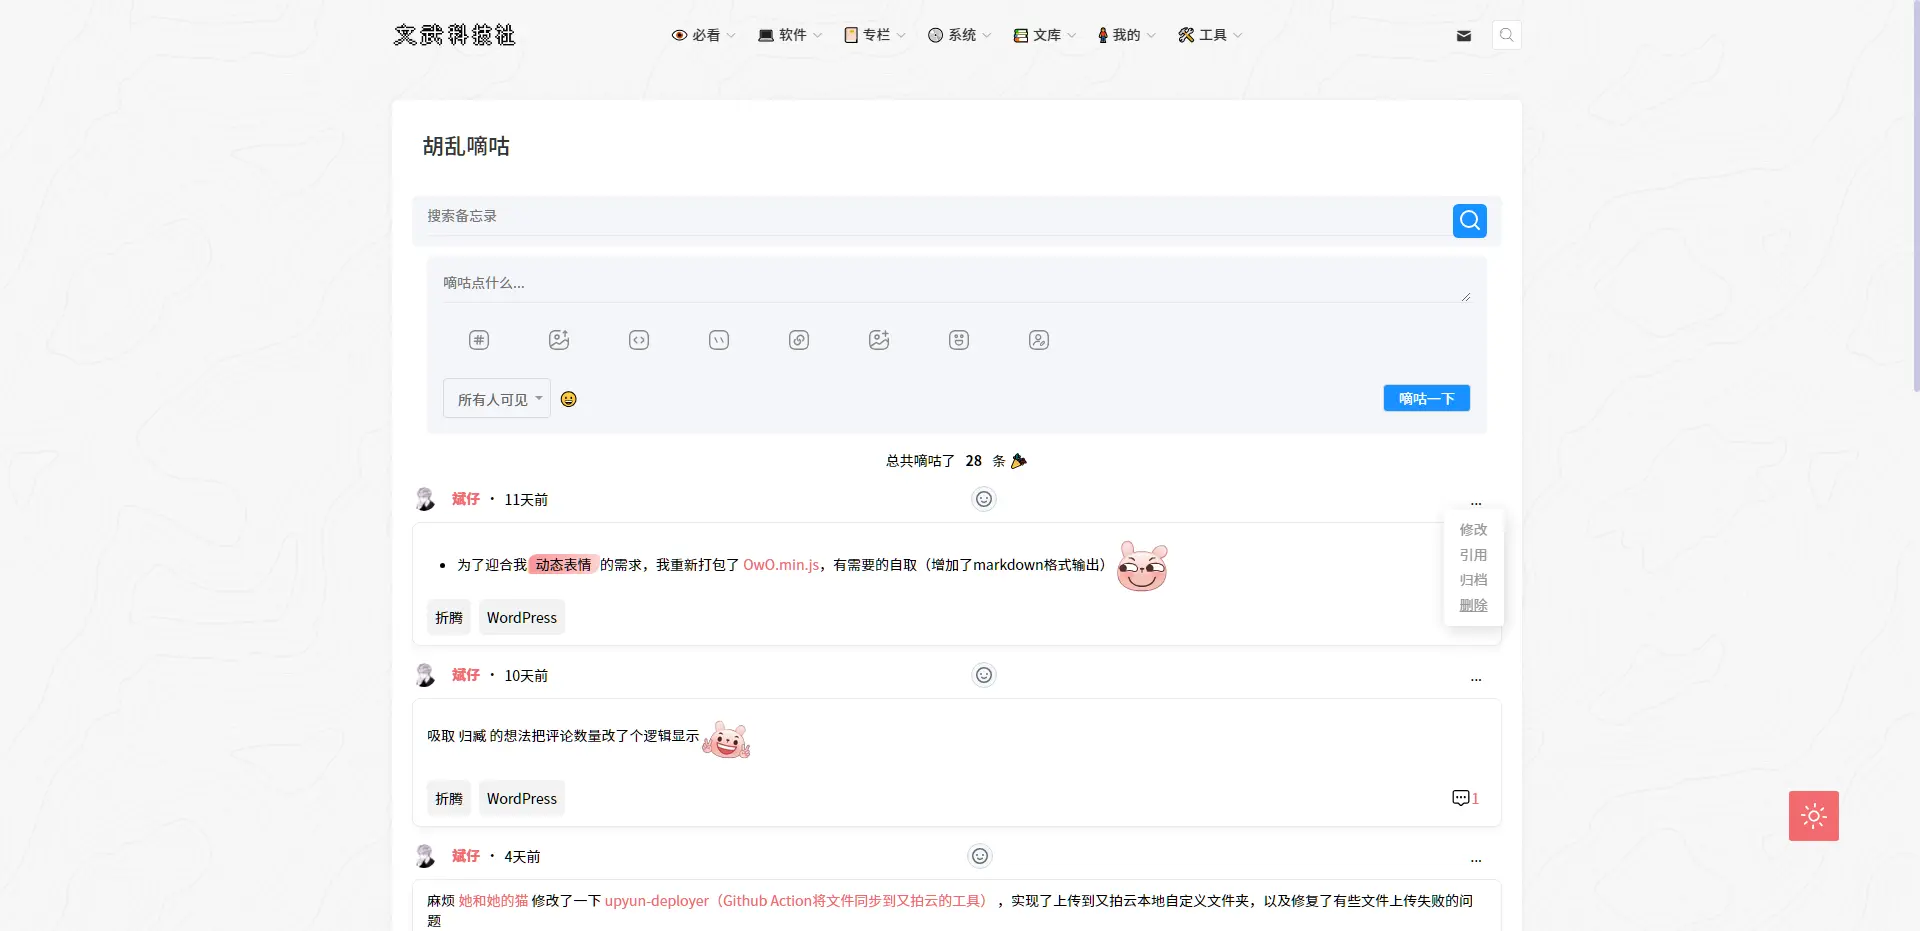 文武科技社
必看 软件 专栏 系统 文库 我的 工具
胡乱嘀咕
搜索备忘录
嘀咕点什么...
所有人可见
嘀咕一下
总共嘀咕了 28 条
斌仔 · 11天前
...
修改
引用
归档
删除
为了迎合我 动态表情 的需求，我重新打包了 OwO.min.js，有需要的自取（增加了markdown格式输出）
折腾 WordPress
斌仔 · 10天前
...
吸取 归臧 的想法把评论数量改了个逻辑显示
折腾 WordPress
1
斌仔 · 4天前
...
麻烦 她和她的猫 修改了一下 upyun-deployer（Github Action将文件同步到又拍云的工具），实现了上传到又拍云本地自定义文件夹，以及修复了有些文件上传失败的问
题